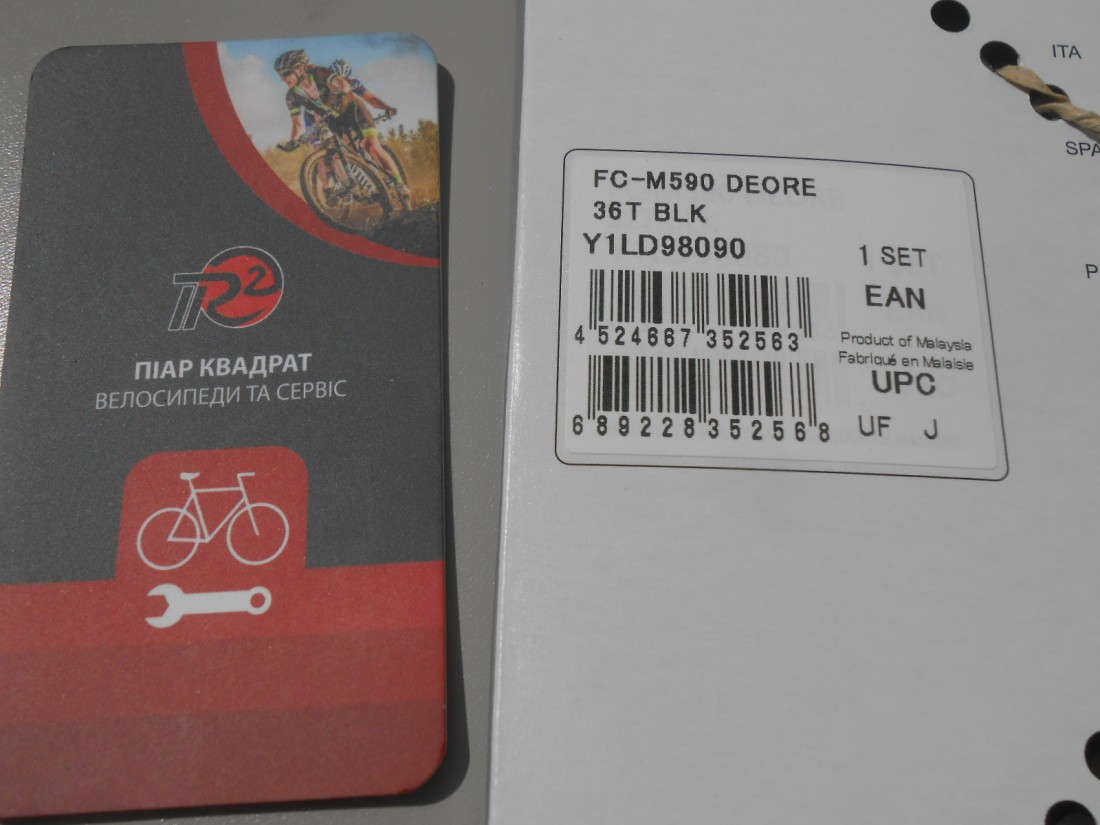 ПR2
ПІАР КВАДРАТ
ВЕЛОСИПЕДИ ТА СЕРВІС
ITA
SPA
P
FC-M590 DEORE
36T BLK
Y1LD98090
1 SET
EAN
4 524667 352563
Product of Malaysia
Fabriqué en Malaisie
UPC
6 89228 35256 8
UF J